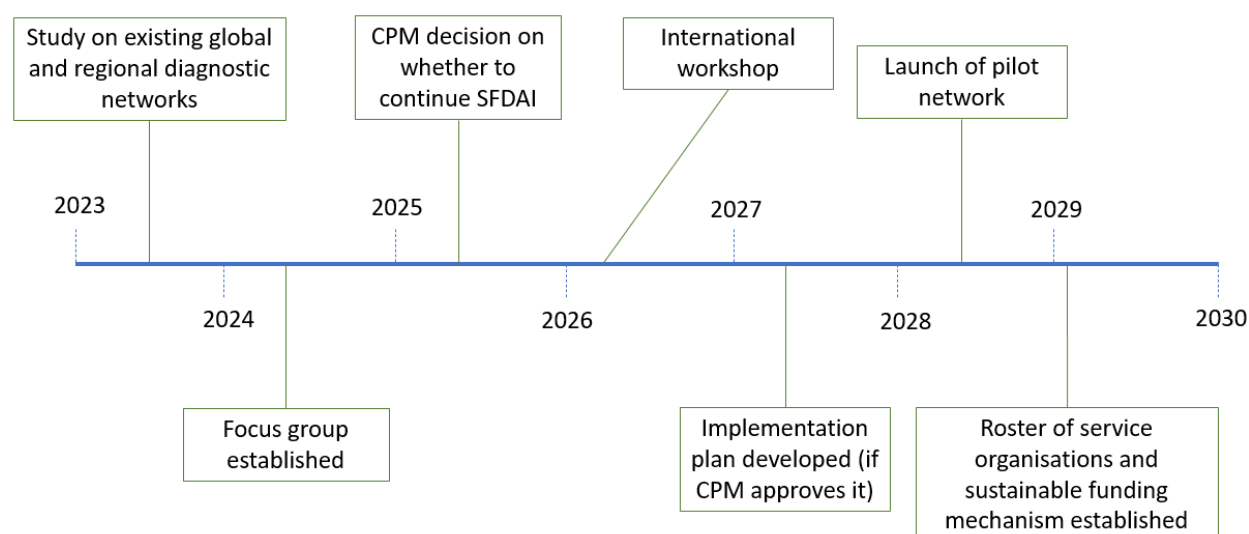 Study on existing global
and regional diagnostic
networks
CPM decision on
whether to
continue SFDAI
International
workshop
Launch of pilot
network
2023
2025
2027
2029
2024
2026
2028
2030
Focus group
established
Implementation
plan developed (if
CPM approves it)
Roster of service
organisations and
sustainable funding
mechanism established